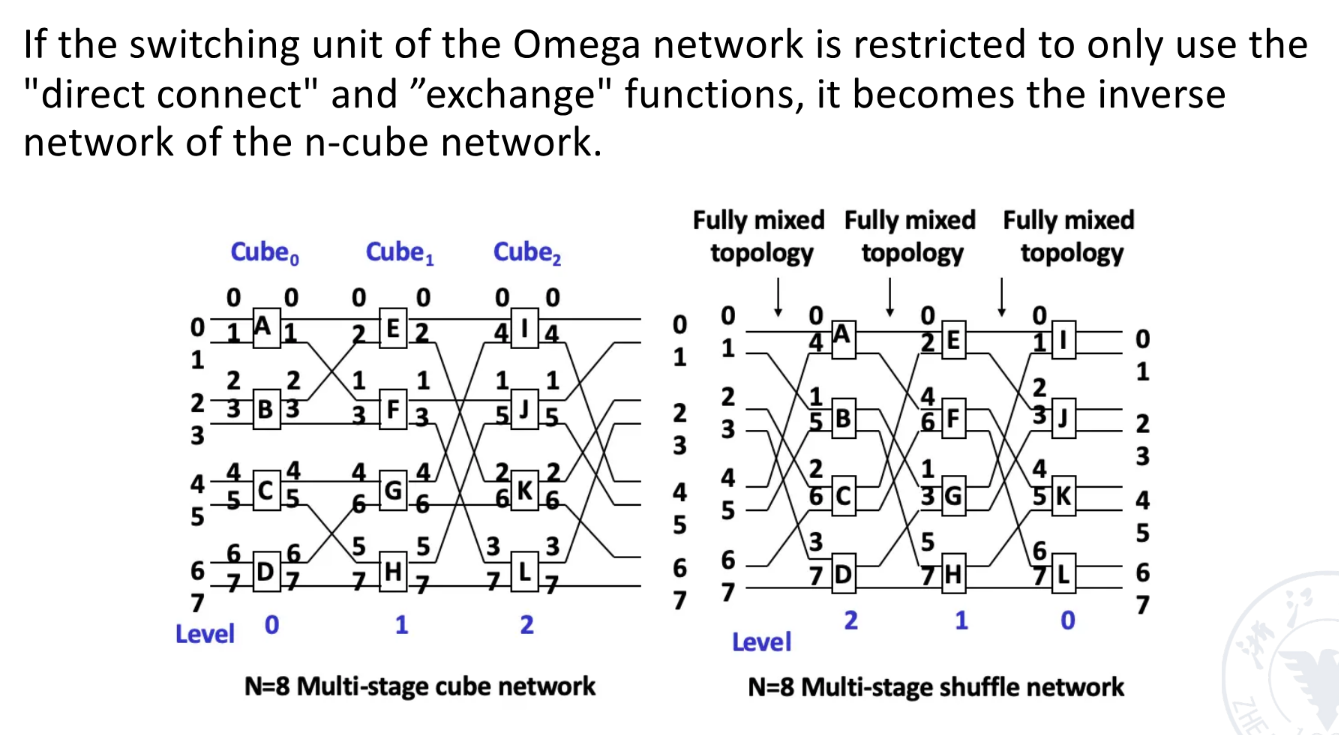 If the switching unit of the Omega network is restricted to only use the
"direct connect" and ”exchange" functions, it becomes the inverse
network of the n-cube network.
Fully mixed topology
Fully mixed topology
Fully mixed topology
Cube0
Cube1
Cube2
0 0 0 0 0 0
0 1 A 1 2 E 2 4 I 4
1
2 2 1 1 1 1
2 3 B 3 3 F 3 5 J 5
3
4 4 4 4 2 2
4 5 C 5 6 G 6 6 K 6
5
6 6 5 5 3 3
6 7 D 7 7 H 7 7 L 7
7
Level 0 1 2
N=8 Multi-stage cube network
0 0 0 0 0
1 1 4 A 2 E 1 I 0
1
2 2 1 4 2
3 3 5 B 6 F 3 J 2
3
4 4 2 1 4
5 5 6 C 3 G 5 K 4
5
6 6 3 5 6
7 7 7 D 7 H 7 L 6
7
Level 2 1 0
N=8 Multi-stage shuffle network
ZHE